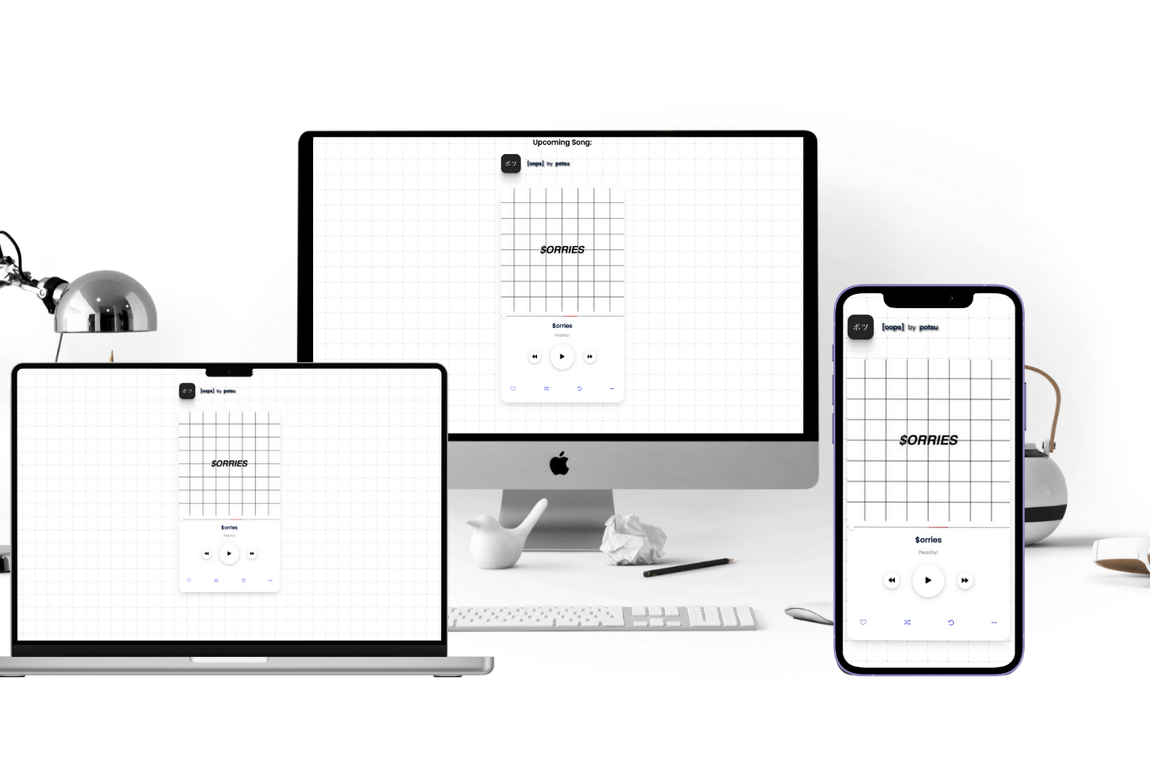 Upcoming Song:
ポツ [oops] by potsu
$ORRIES
$orries
Peachy!
ポツ [oops] by potsu
$ORRIES
$orries
Peachy!
ポツ [oops] by potsu
$ORRIES
$orries
Peachy!